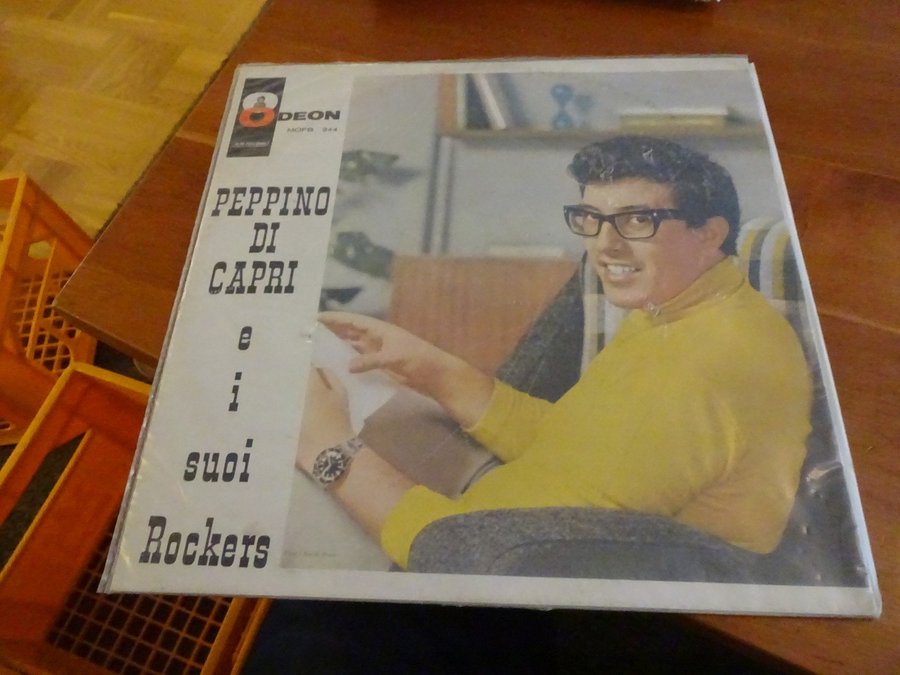 ODEON
MOFB 344
PEPPINO
DI
CAPRI
e
i
suoi
Rockers